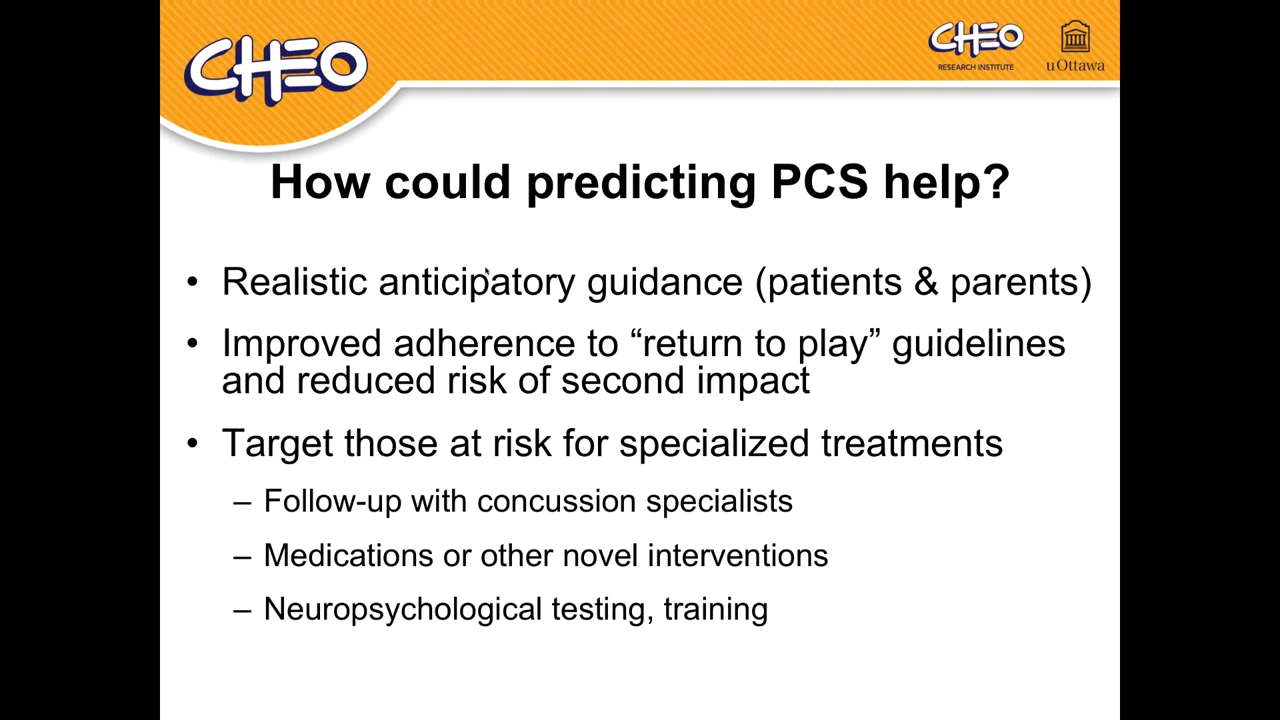 CHEO
CHEO
RESEARCH INSTITUTE
uOttawa
How could predicting PCS help?
• Realistic anticipatory guidance (patients & parents)
• Improved adherence to “return to play” guidelines
and reduced risk of second impact
• Target those at risk for specialized treatments
– Follow-up with concussion specialists
– Medications or other novel interventions
– Neuropsychological testing, training